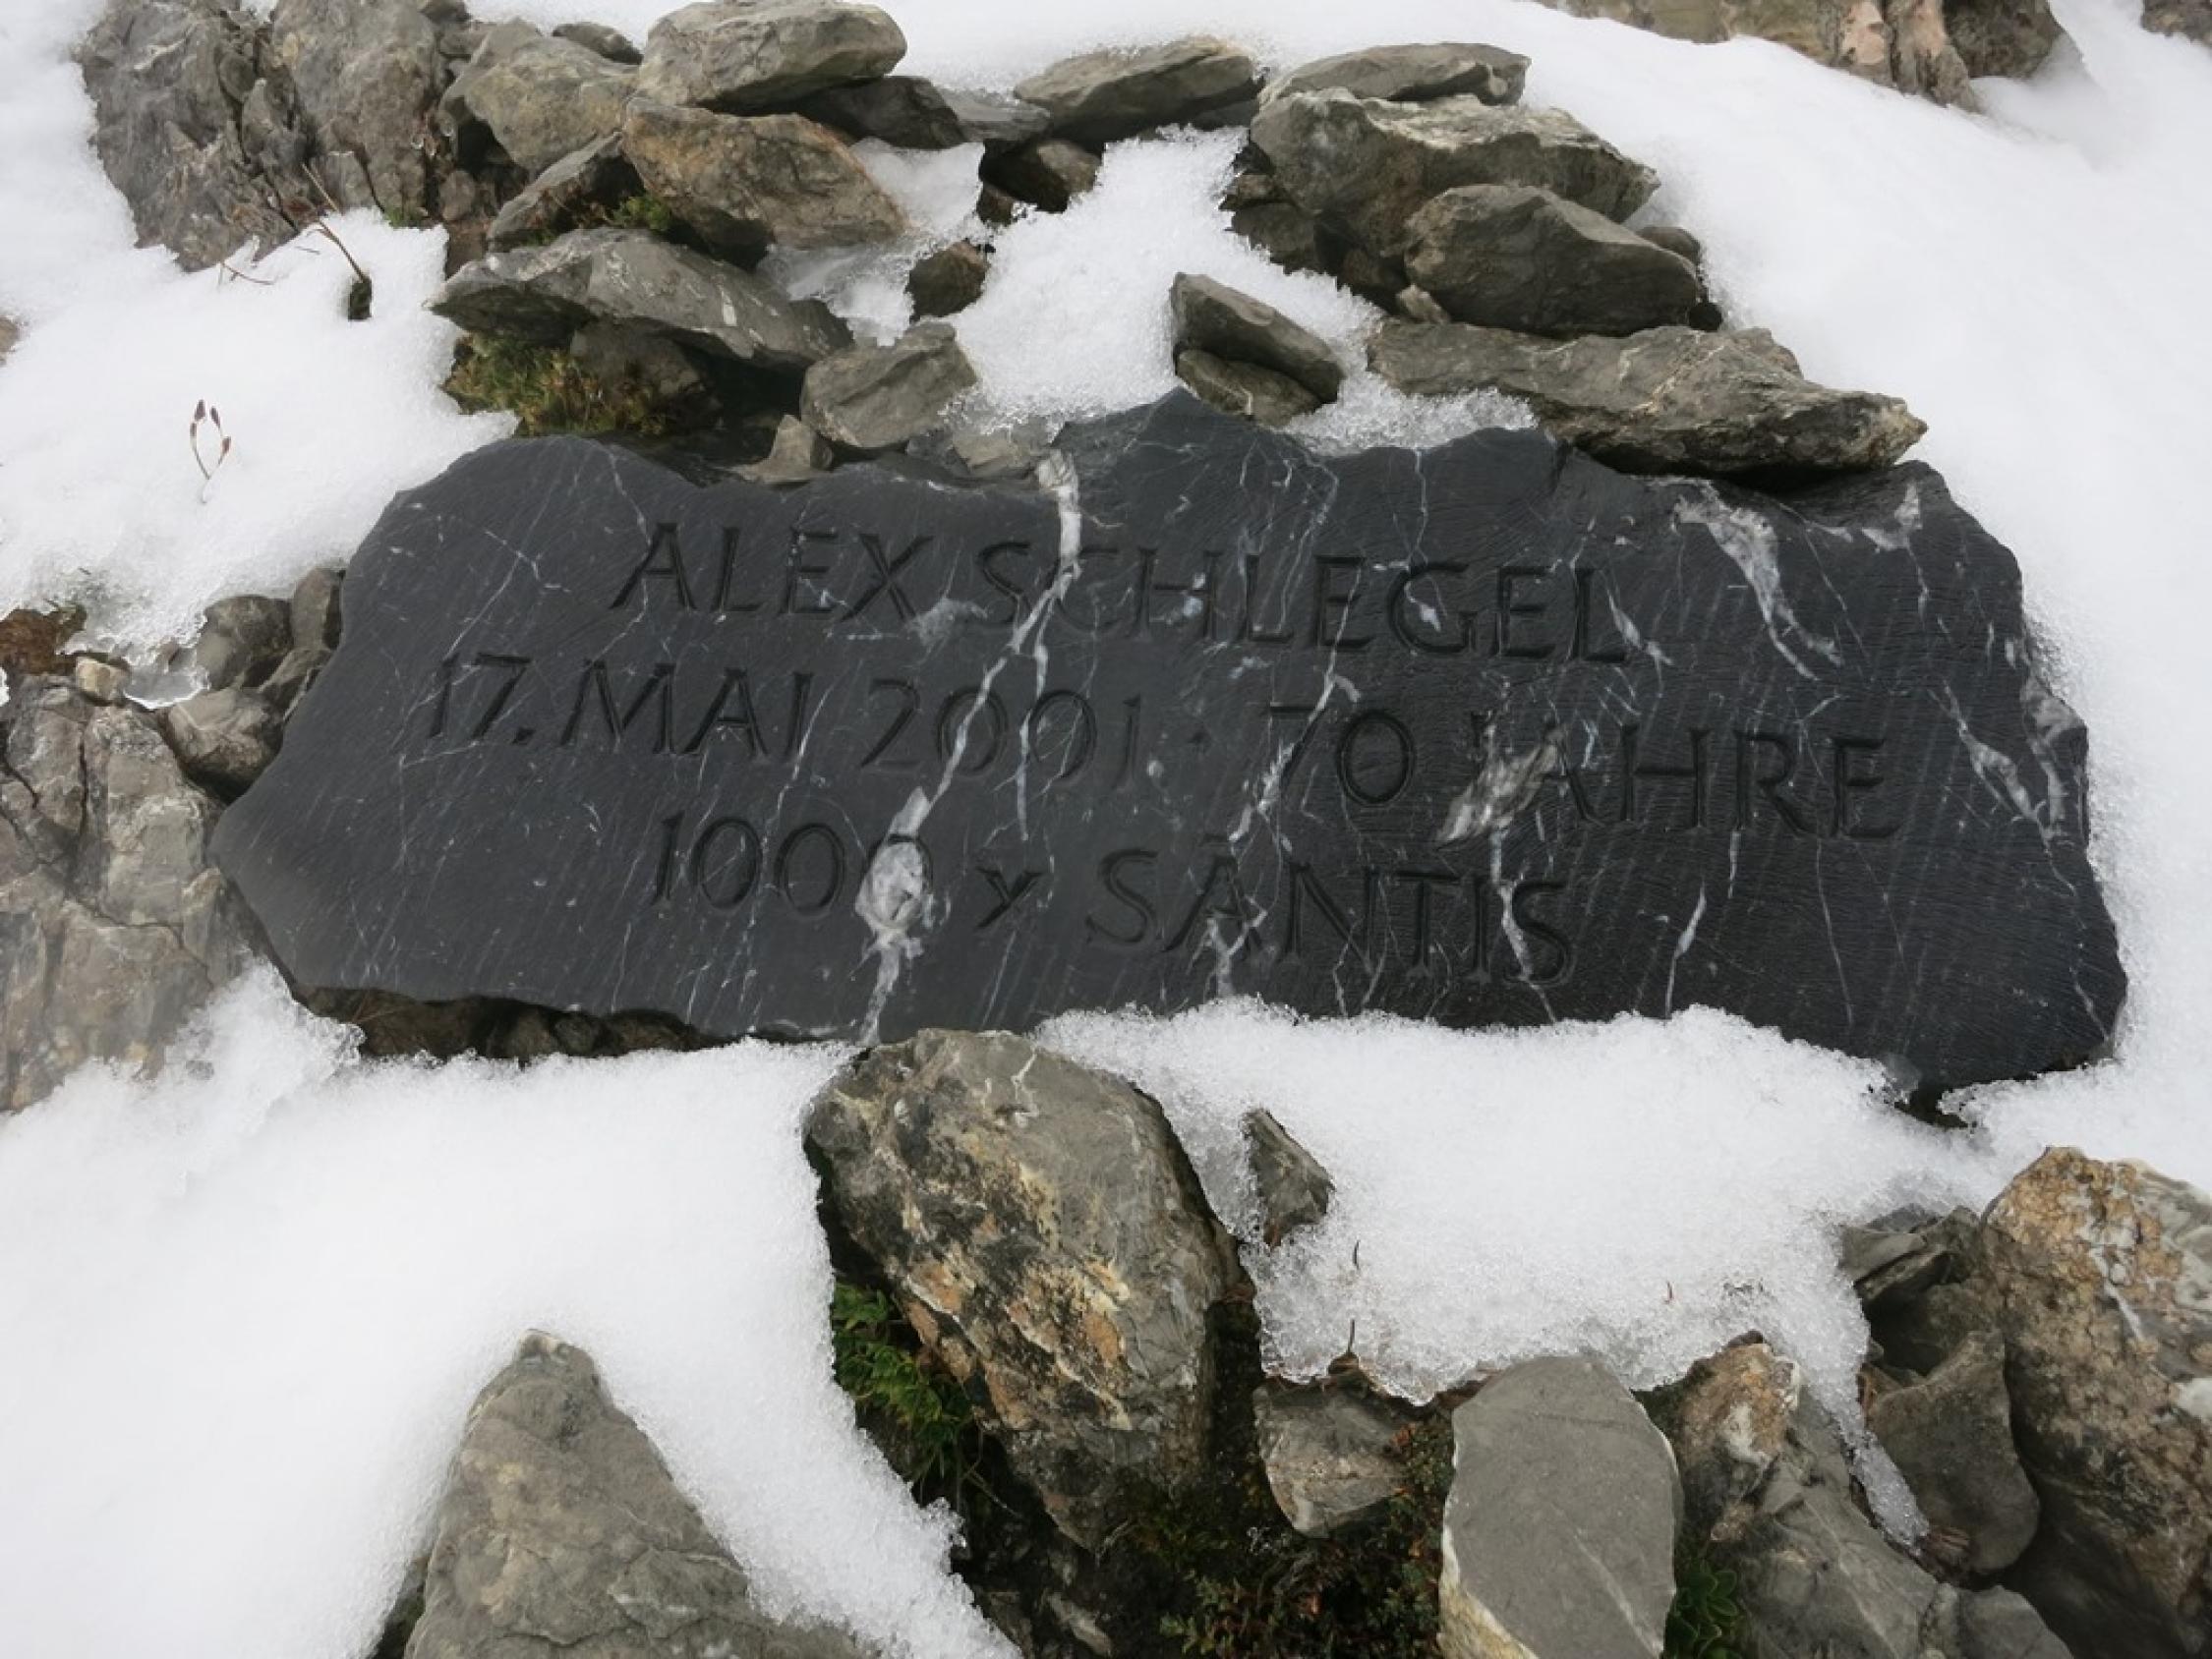 ALEX SCHLEGEL
17. MAI 2001 · 70 JAHRE
1000 x SÄNTIS